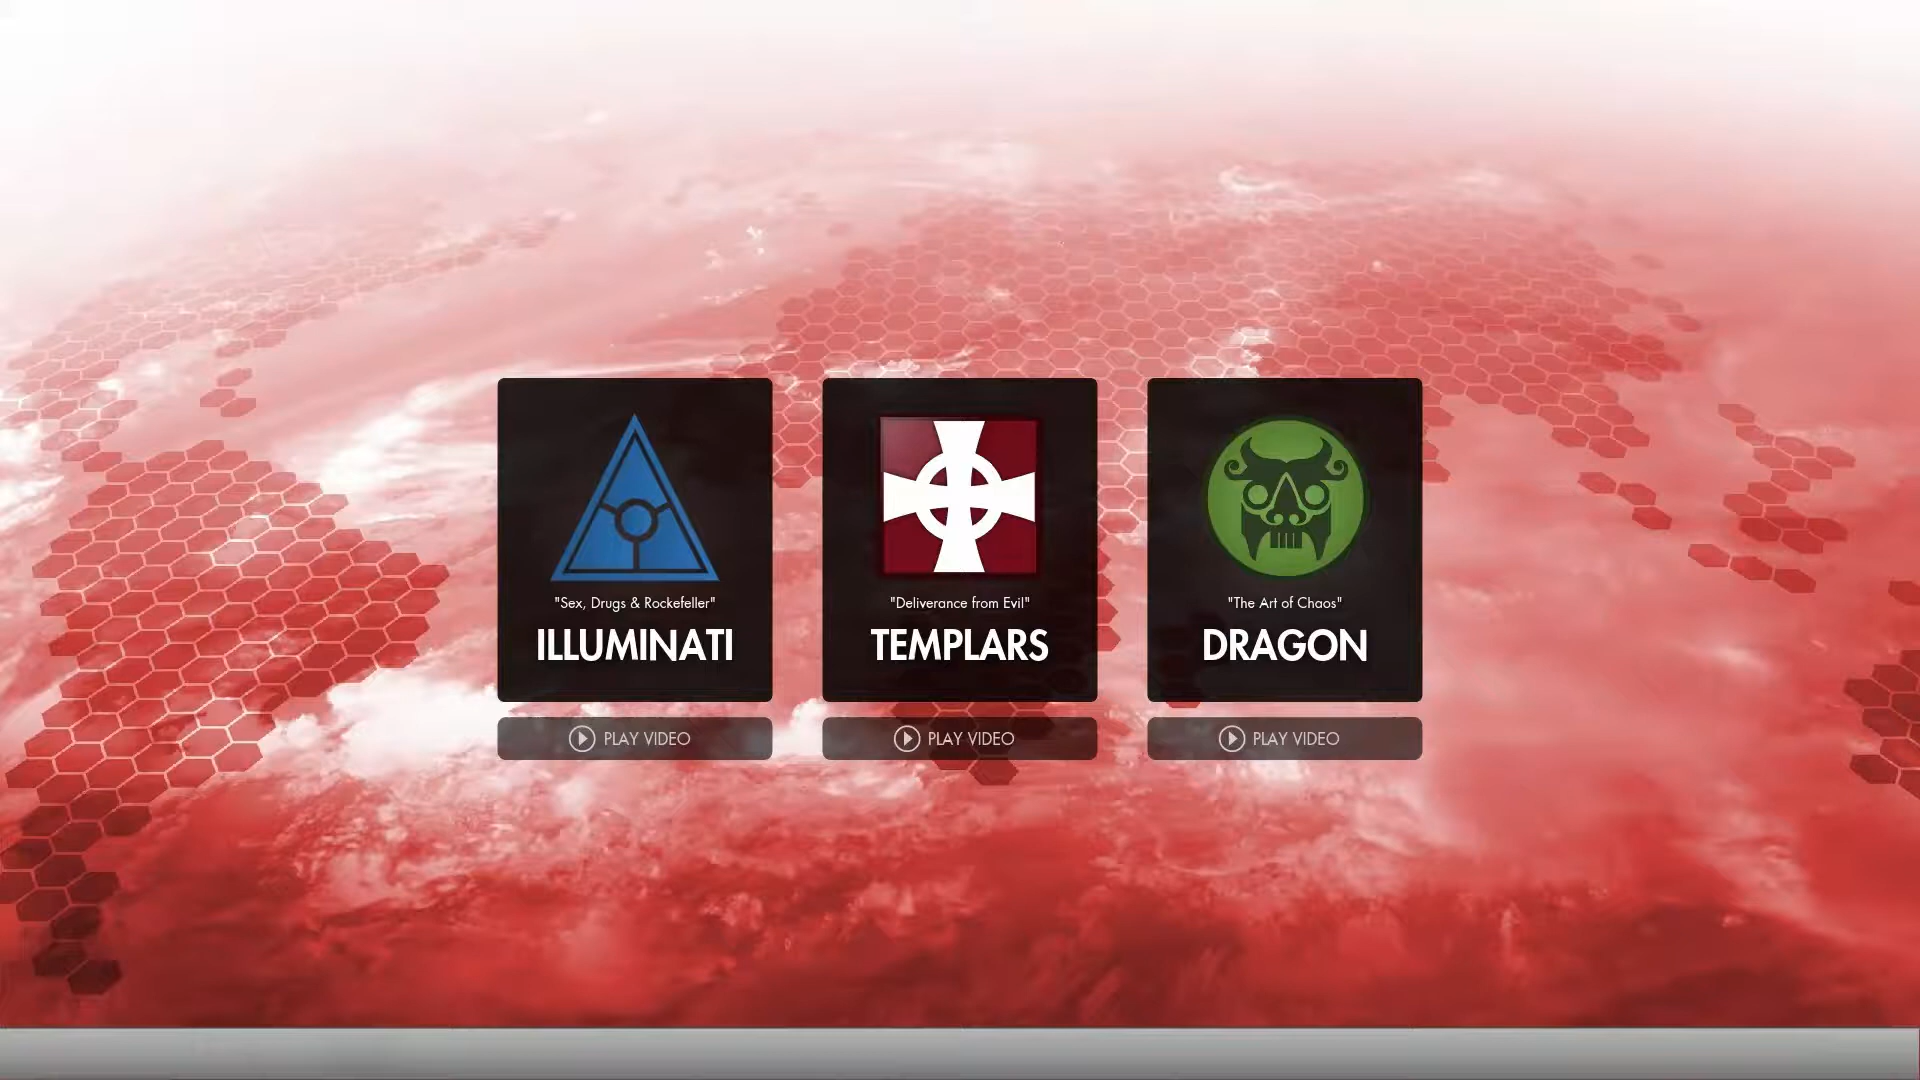 "Sex, Drugs & Rockefeller"
ILLUMINATI
PLAY VIDEO
"Deliverance from Evil"
TEMPLARS
PLAY VIDEO
"The Art of Chaos"
DRAGON
PLAY VIDEO